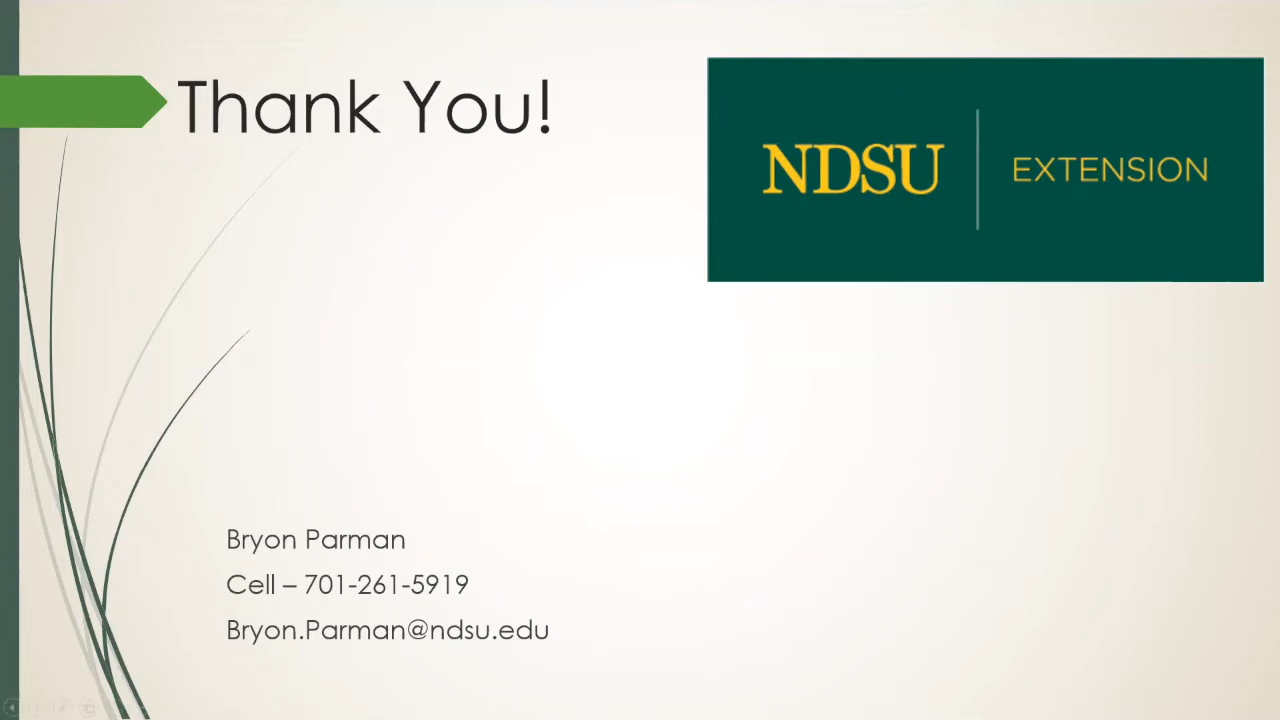 Thank You!
NDSU EXTENSION
Bryon Parman
Cell – 701-261-5919
Bryon.Parman@ndsu.edu